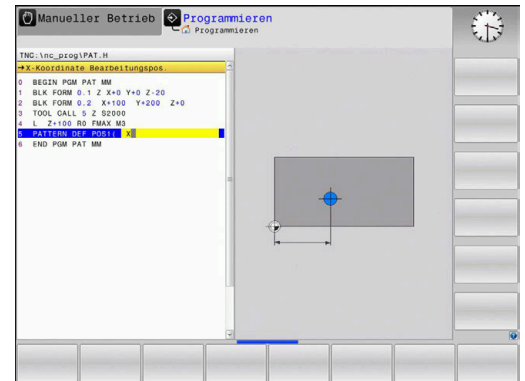 Manueller Betrieb
Programmieren
Programmieren
TNC:\nc_prog\PAT.H
→X-Koordinate Bearbeitungspos.
0 BEGIN PGM PAT MM
1 BLK FORM 0.1 Z X+0 Y+0 Z-20
2 BLK FORM 0.2 X+100 Y+200 Z+0
3 TOOL CALL 5 Z S2000
4 L Z+100 R0 FMAX M3
5 PATTERN DEF POS1( X
6 END PGM PAT MM